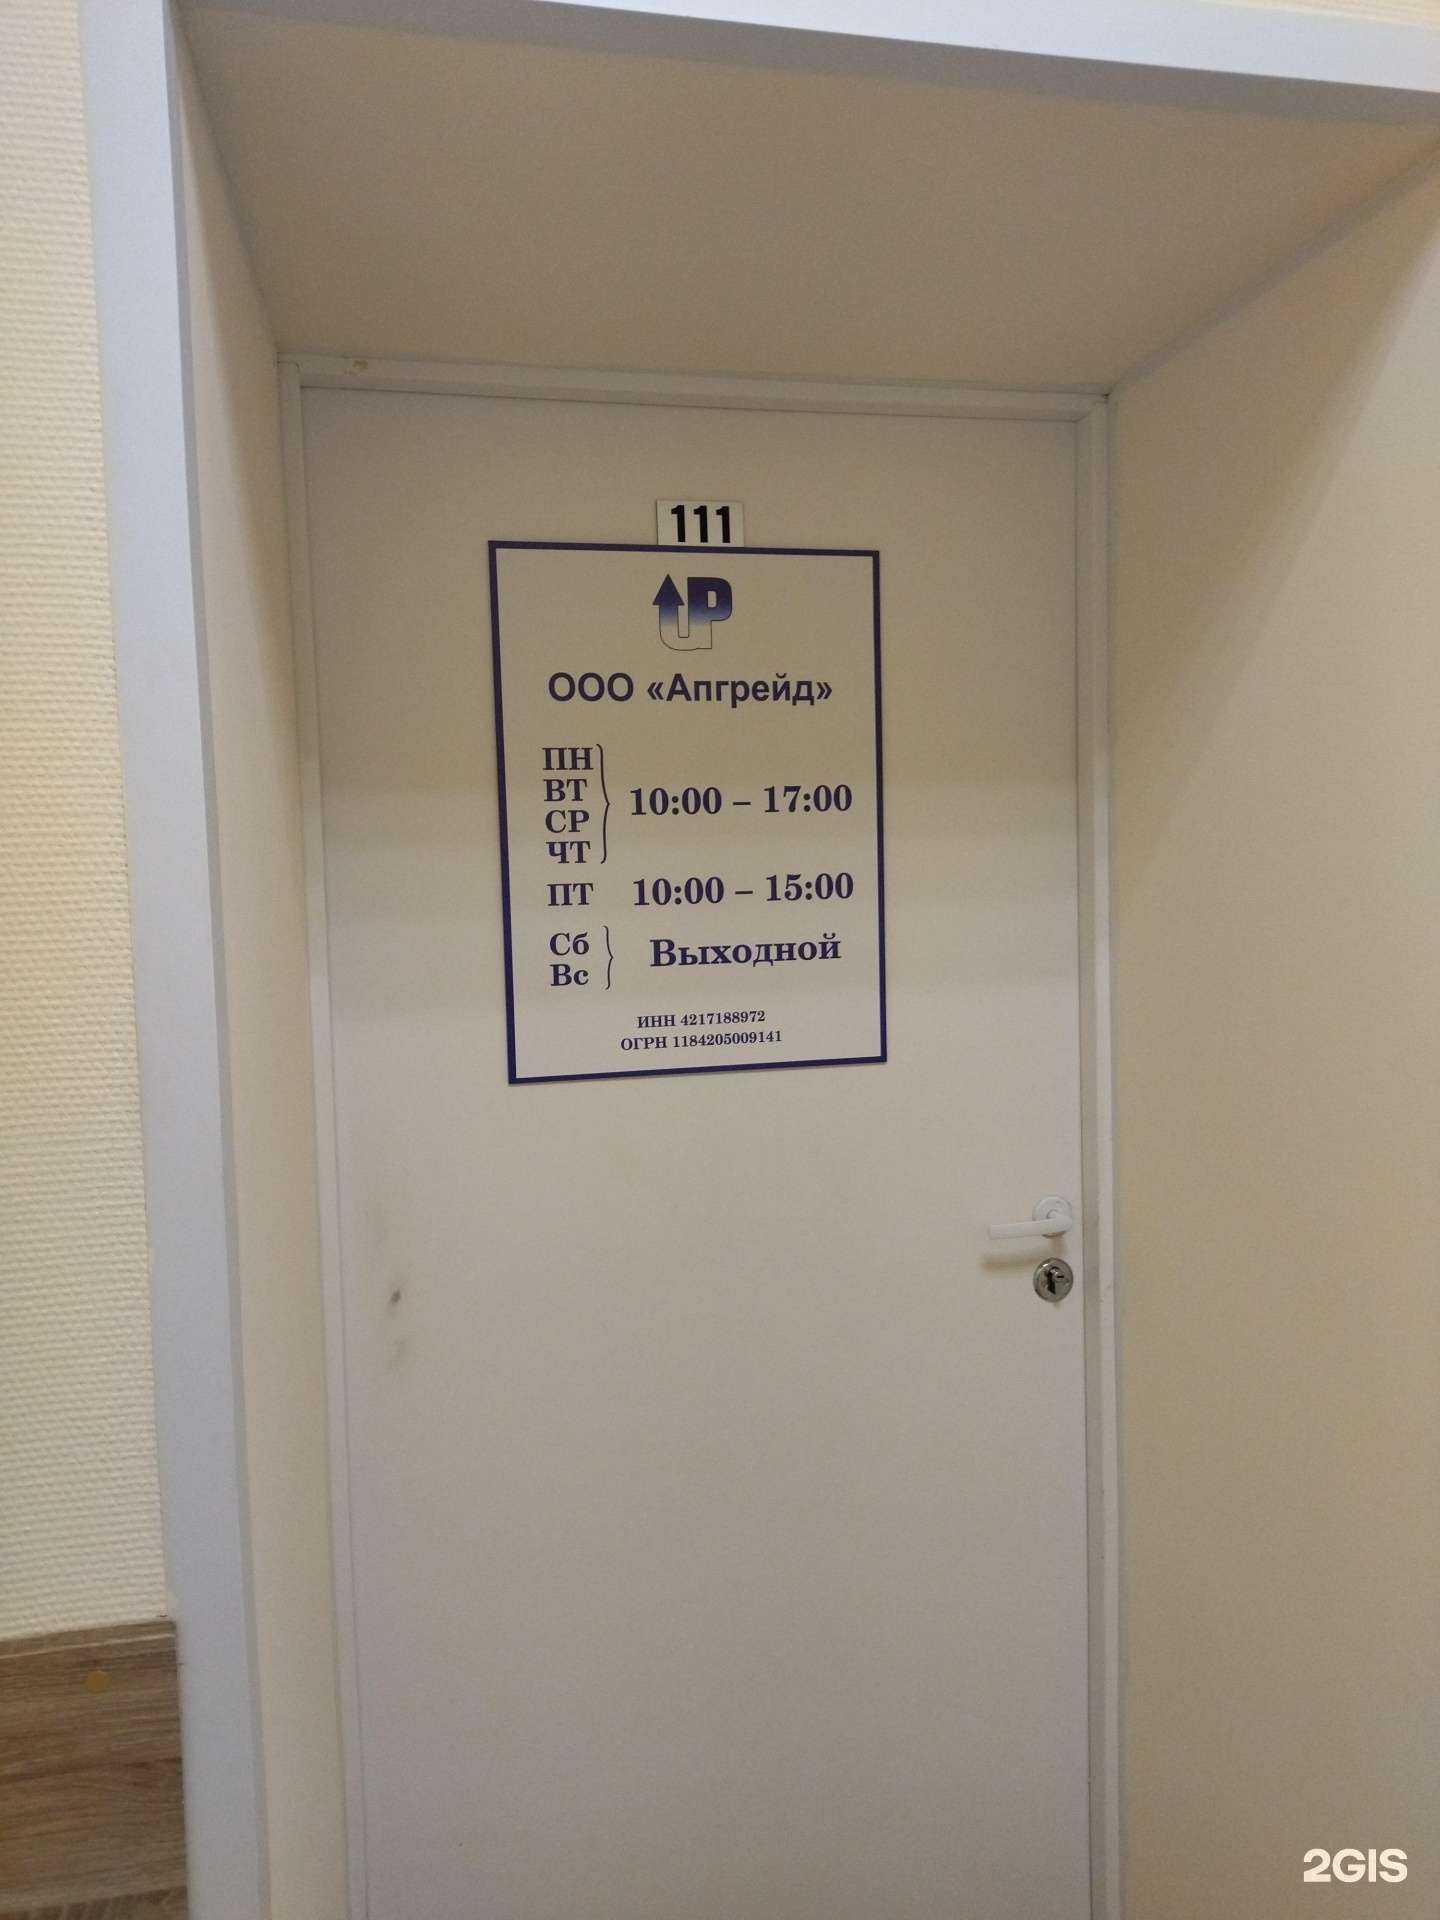 111
UP
ООО «Апгрейд»
ПН
ВТ
СР
ЧТ
10:00 – 17:00
ПТ 10:00 – 15:00
Сб
Вс
Выходной
ИНН 4217188972
ОГРН 1184205009141
2GIS